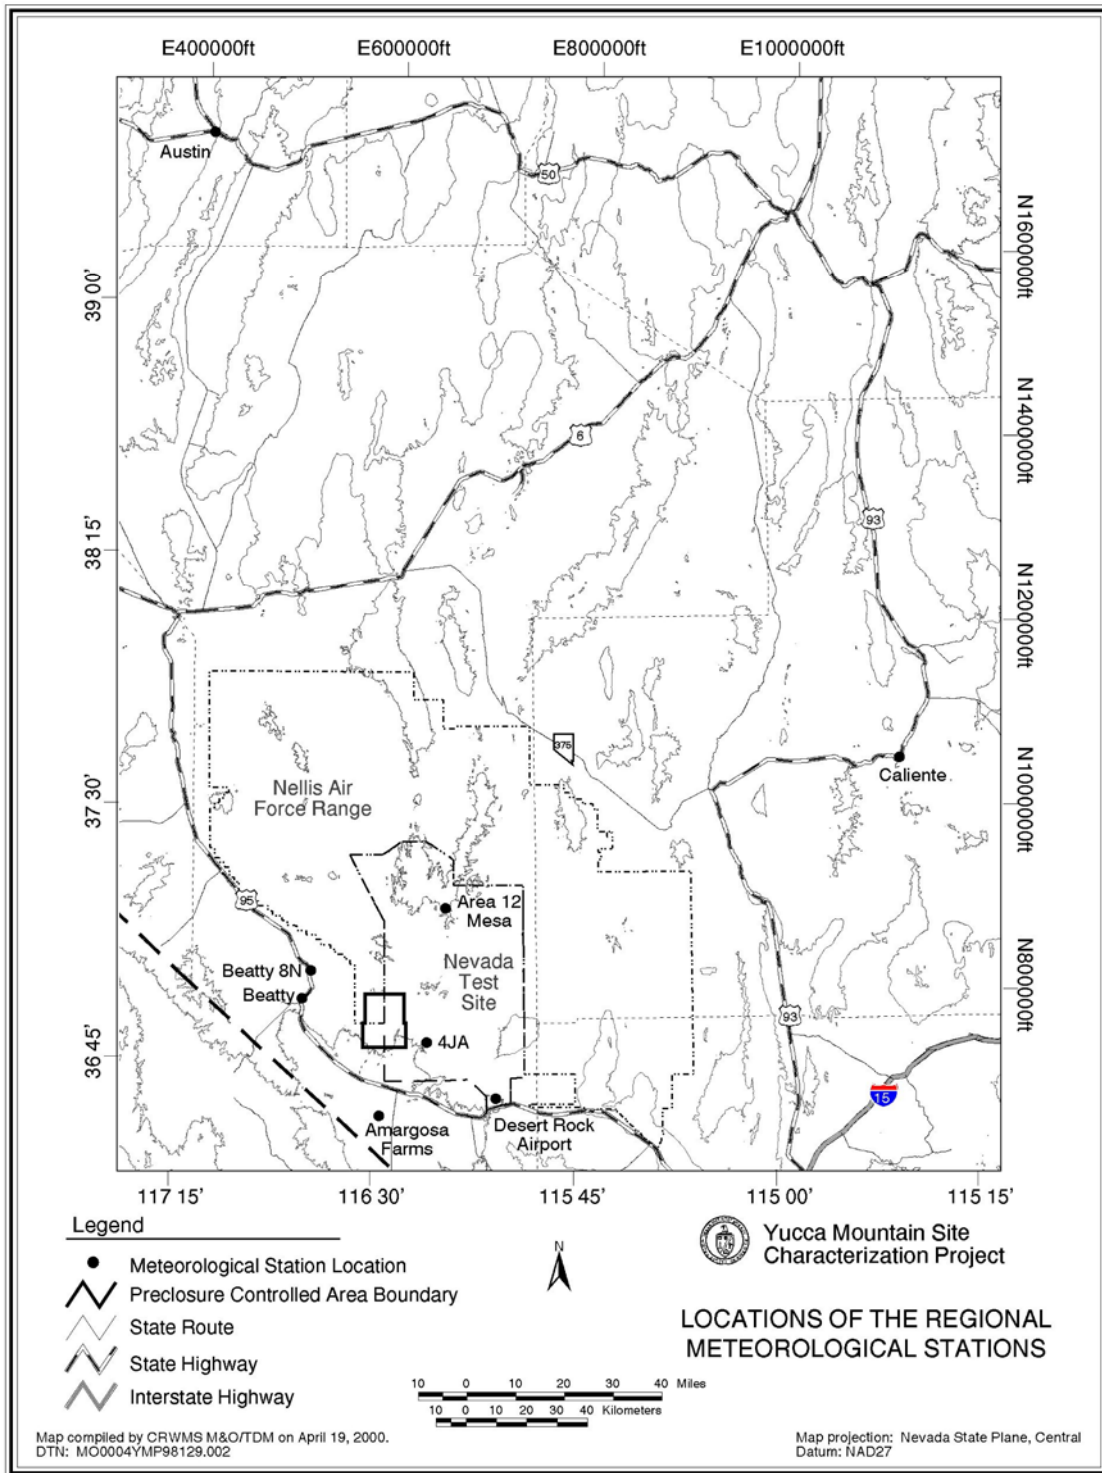 E400000ft E600000ft E800000ft E1000000ft
Austin
50
N1600000ft
39 00'
N1400000ft
6
93
38 15'
N1200000ft
375
Caliente
Nellis Air
Force Range
N1000000ft
37 30'
95
Area 12
Mesa
Beatty 8N
Nevada
Test
Site
Beatty
N800000ft
93
4JA
36 45'
15
Amargosa
Farms
Desert Rock
Airport
117 15' 116 30' 115 45' 115 00' 115 15'
Legend
Meteorological Station Location
Preclosure Controlled Area Boundary
State Route
State Highway
Interstate Highway
N
Yucca Mountain Site
Characterization Project
LOCATIONS OF THE REGIONAL
METEOROLOGICAL STATIONS
10 0 10 20 30 40 Miles
10 0 10 20 30 40 Kilometers
Map compiled by CRWMS M&O/TDM on April 19, 2000.
DTN: MO0004YMP98129.002
Map projection: Nevada State Plane, Central
Datum: NAD27